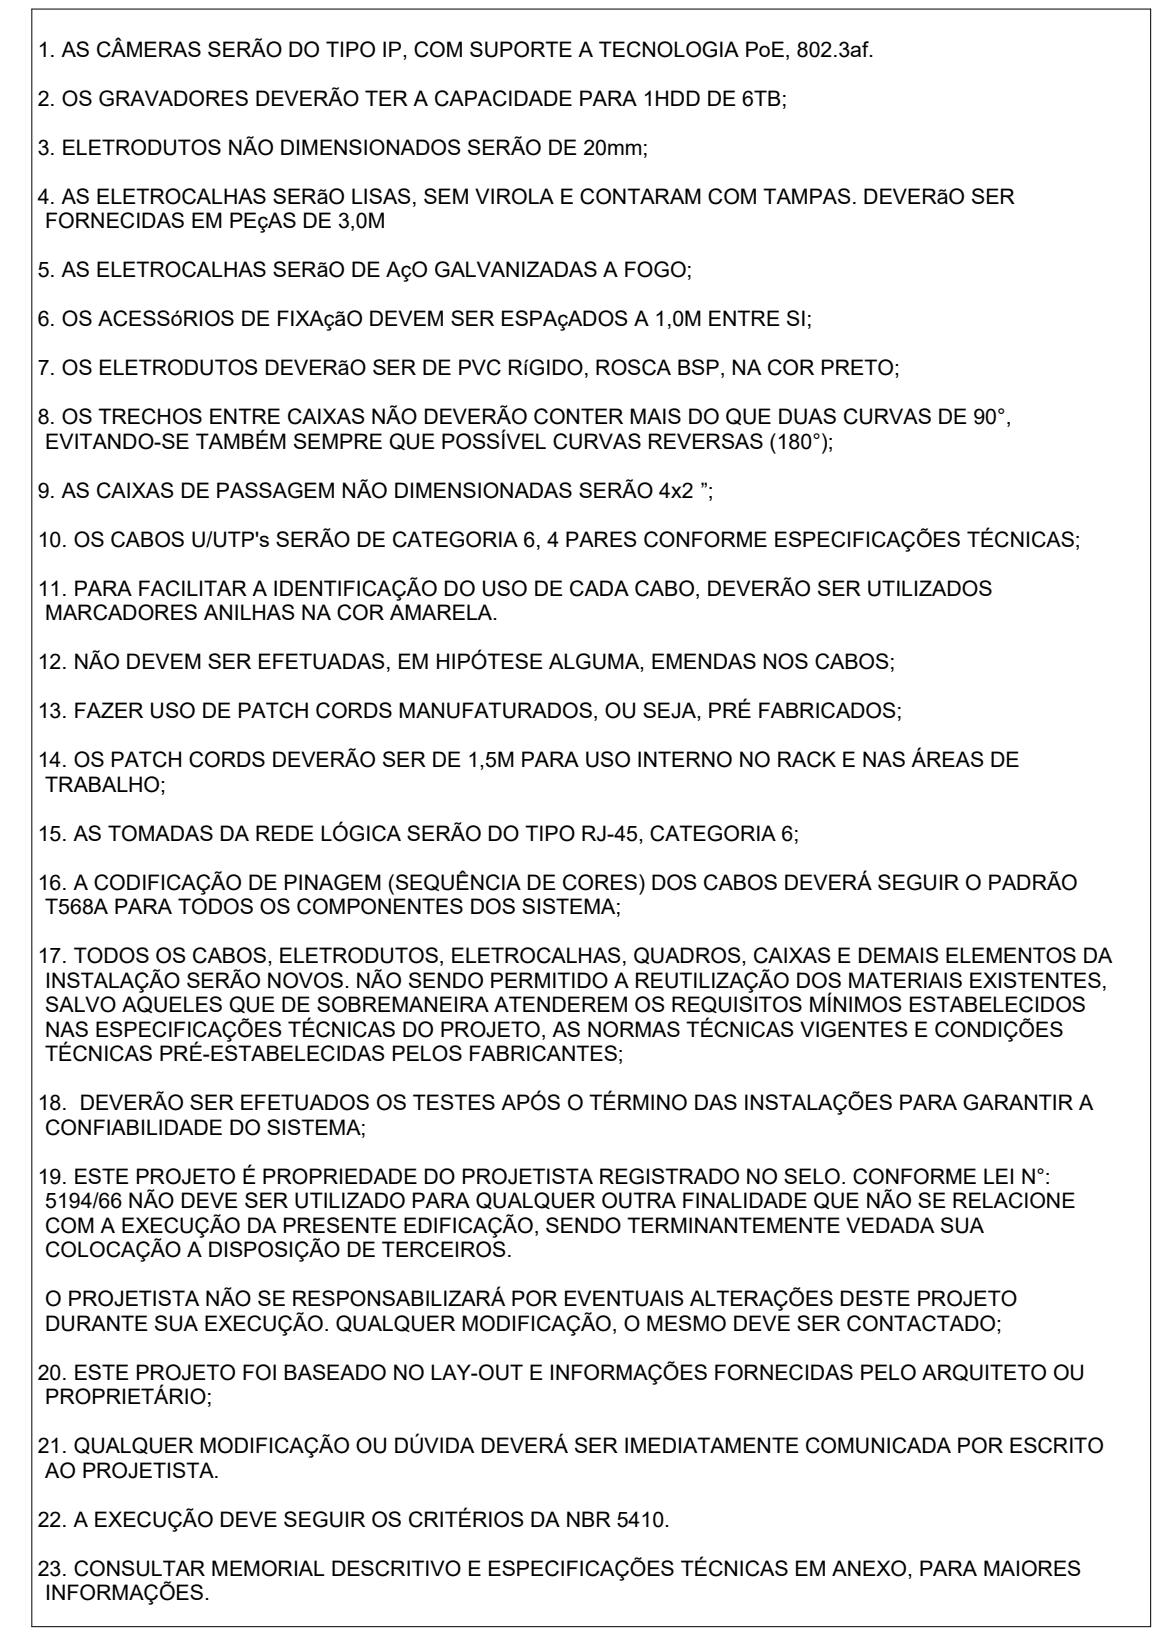 1. AS CÂMERAS SERÃO DO TIPO IP, COM SUPORTE A TECNOLOGIA PoE, 802.3af.
2. OS GRAVADORES DEVERÃO TER A CAPACIDADE PARA 1HDD DE 6TB;
3. ELETRODUTOS NÃO DIMENSIONADOS SERÃO DE 20mm;
4. AS ELETROCALHAS SERãO LISAS, SEM VIROLA E CONTARAM COM TAMPAS. DEVERãO SER
FORNECIDAS EM PEçAS DE 3,0M
5. AS ELETROCALHAS SERãO DE AçO GALVANIZADAS A FOGO;
6. OS ACESSóRIOS DE FIXAçãO DEVEM SER ESPAçADOS A 1,0M ENTRE SI;
7. OS ELETRODUTOS DEVERãO SER DE PVC RíGIDO, ROSCA BSP, NA COR PRETO;
8. OS TRECHOS ENTRE CAIXAS NÃO DEVERÃO CONTER MAIS DO QUE DUAS CURVAS DE 90°,
EVITANDO-SE TAMBÉM SEMPRE QUE POSSÍVEL CURVAS REVERSAS (180°);
9. AS CAIXAS DE PASSAGEM NÃO DIMENSIONADAS SERÃO 4x2 ”;
10. OS CABOS U/UTP's SERÃO DE CATEGORIA 6, 4 PARES CONFORME ESPECIFICAÇÕES TÉCNICAS;
11. PARA FACILITAR A IDENTIFICAÇÃO DO USO DE CADA CABO, DEVERÃO SER UTILIZADOS
MARCADORES ANILHAS NA COR AMARELA.
12. NÃO DEVEM SER EFETUADAS, EM HIPÓTESE ALGUMA, EMENDAS NOS CABOS;
13. FAZER USO DE PATCH CORDS MANUFATURADOS, OU SEJA, PRÉ FABRICADOS;
14. OS PATCH CORDS DEVERÃO SER DE 1,5M PARA USO INTERNO NO RACK E NAS ÁREAS DE
TRABALHO;
15. AS TOMADAS DA REDE LÓGICA SERÃO DO TIPO RJ-45, CATEGORIA 6;
16. A CODIFICAÇÃO DE PINAGEM (SEQUÊNCIA DE CORES) DOS CABOS DEVERÁ SEGUIR O PADRÃO
T568A PARA TODOS OS COMPONENTES DOS SISTEMA;
17. TODOS OS CABOS, ELETRODUTOS, ELETROCALHAS, QUADROS, CAIXAS E DEMAIS ELEMENTOS DA
INSTALAÇÃO SERÃO NOVOS. NÃO SENDO PERMITIDO A REUTILIZAÇÃO DOS MATERIAIS EXISTENTES,
SALVO AQUELES QUE DE SOBREMANEIRA ATENDEREM OS REQUISITOS MÍNIMOS ESTABELECIDOS
NAS ESPECIFICAÇÕES TÉCNICAS DO PROJETO, AS NORMAS TÉCNICAS VIGENTES E CONDIÇÕES
TÉCNICAS PRÉ-ESTABELECIDAS PELOS FABRICANTES;
18. DEVERÃO SER EFETUADOS OS TESTES APÓS O TÉRMINO DAS INSTALAÇÕES PARA GARANTIR A
CONFIABILIDADE DO SISTEMA;
19. ESTE PROJETO É PROPRIEDADE DO PROJETISTA REGISTRADO NO SELO. CONFORME LEI N°:
5194/66 NÃO DEVE SER UTILIZADO PARA QUALQUER OUTRA FINALIDADE QUE NÃO SE RELACIONE
COM A EXECUÇÃO DA PRESENTE EDIFICAÇÃO, SENDO TERMINANTEMENTE VEDADA SUA
COLOCAÇÃO A DISPOSIÇÃO DE TERCEIROS.
O PROJETISTA NÃO SE RESPONSABILIZARÁ POR EVENTUAIS ALTERAÇÕES DESTE PROJETO
DURANTE SUA EXECUÇÃO. QUALQUER MODIFICAÇÃO, O MESMO DEVE SER CONTACTADO;
20. ESTE PROJETO FOI BASEADO NO LAY-OUT E INFORMAÇÕES FORNECIDAS PELO ARQUITETO OU
PROPRIETÁRIO;
21. QUALQUER MODIFICAÇÃO OU DÚVIDA DEVERÁ SER IMEDIATAMENTE COMUNICADA POR ESCRITO
AO PROJETISTA.
22. A EXECUÇÃO DEVE SEGUIR OS CRITÉRIOS DA NBR 5410.
23. CONSULTAR MEMORIAL DESCRITIVO E ESPECIFICAÇÕES TÉCNICAS EM ANEXO, PARA MAIORES
INFORMAÇÕES.